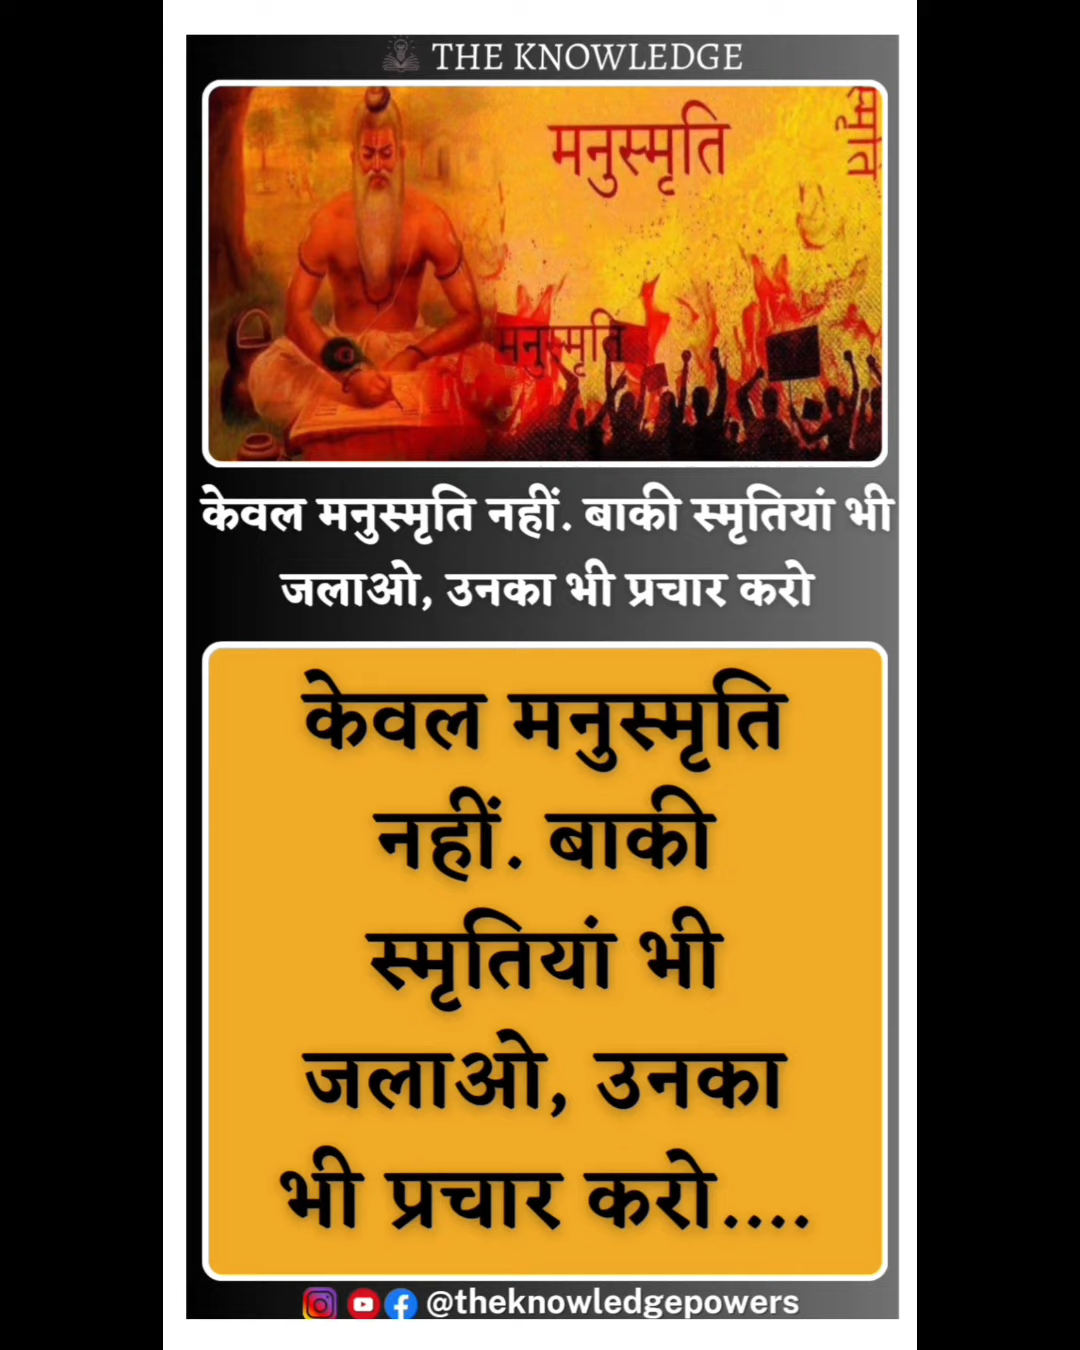 THE KNOWLEDGE
मनुस्मृति
स्मृति
मनुस्मृति
केवल मनुस्मृति नहीं. बाकी स्मृतियां भी
जलाओ, उनका भी प्रचार करो
केवल मनुस्मृति
नहीं. बाकी
स्मृतियां भी
जलाओ, उनका
भी प्रचार करो....
@theknowledgepowers